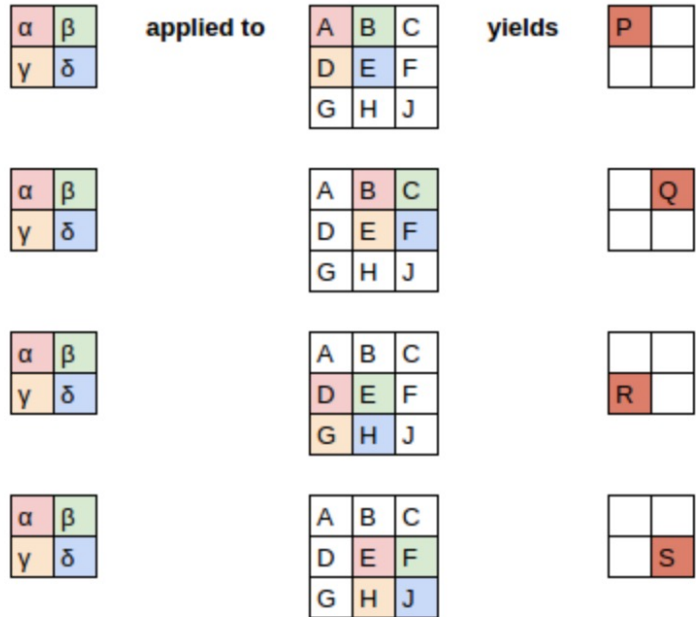 α β applied to A B C yields P
γ δ D E F
G H J
α β A B C Q
γ δ D E F
G H J
α β A B C
γ δ D E F R
G H J
α β A B C
γ δ D E F S
G H J